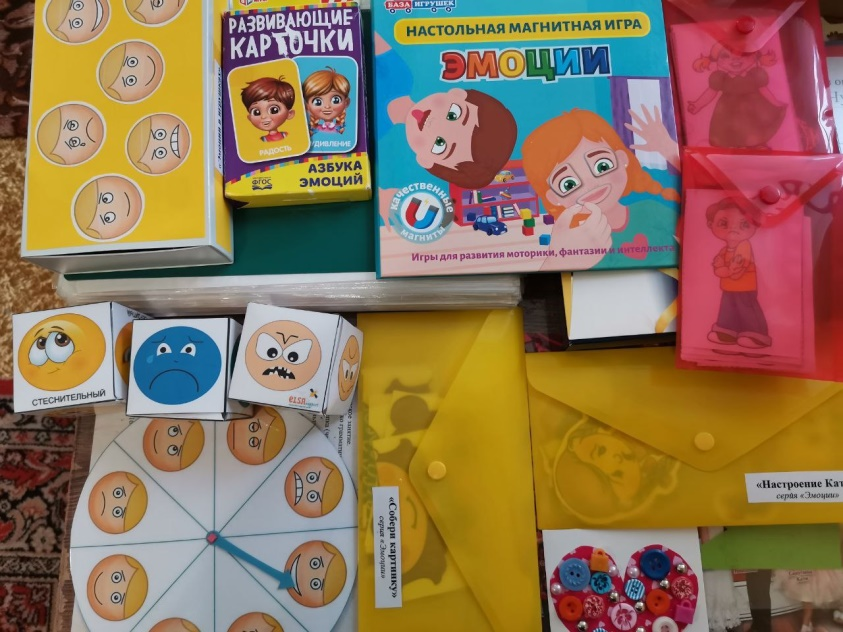 РАЗВИВАЮЩИЕ
КАРТОЧКИ
РАДОСТЬ
УДИВЛЕНИЕ
ФГОС
АЗБУКА
ЭМОЦИЙ
БАЗА ИГРУШЕК
НАСТОЛЬНАЯ МАГНИТНАЯ ИГРА
ЭМОЦИИ
качественные
магниты
Игры для развития моторики, фантазии и интеллекта
СТЕСНИТЕЛЬНЫЙ
«Собери картинку»
серия «Эмоции»
«Настроение Кат
серия «Эмоции»